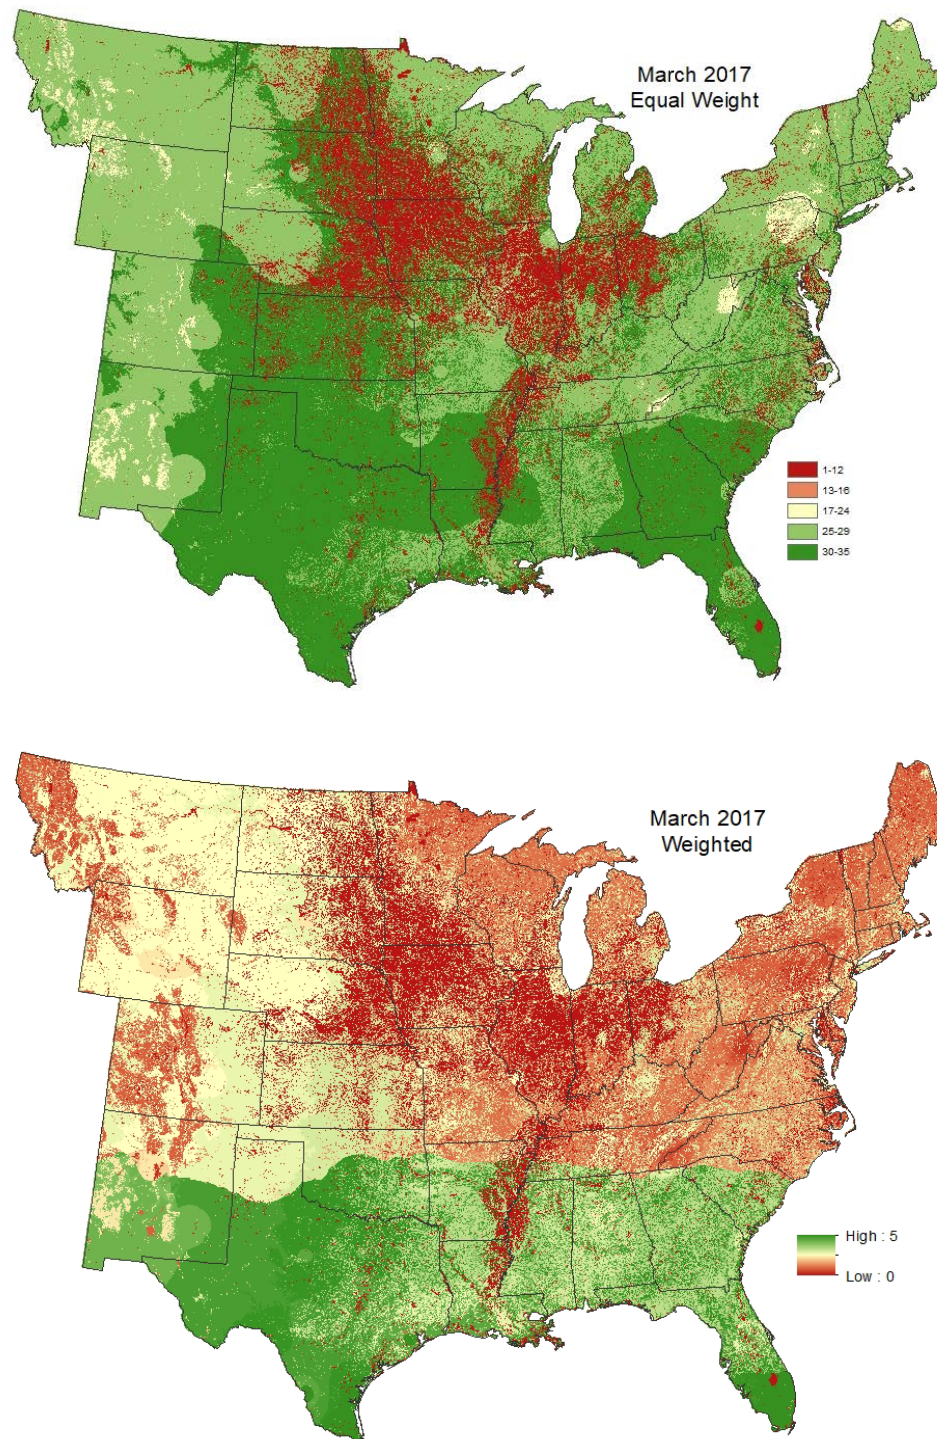 March 2017
Equal Weight
1-12
13-16
17-24
25-29
30-35
March 2017
Weighted
High : 5
Low : 0